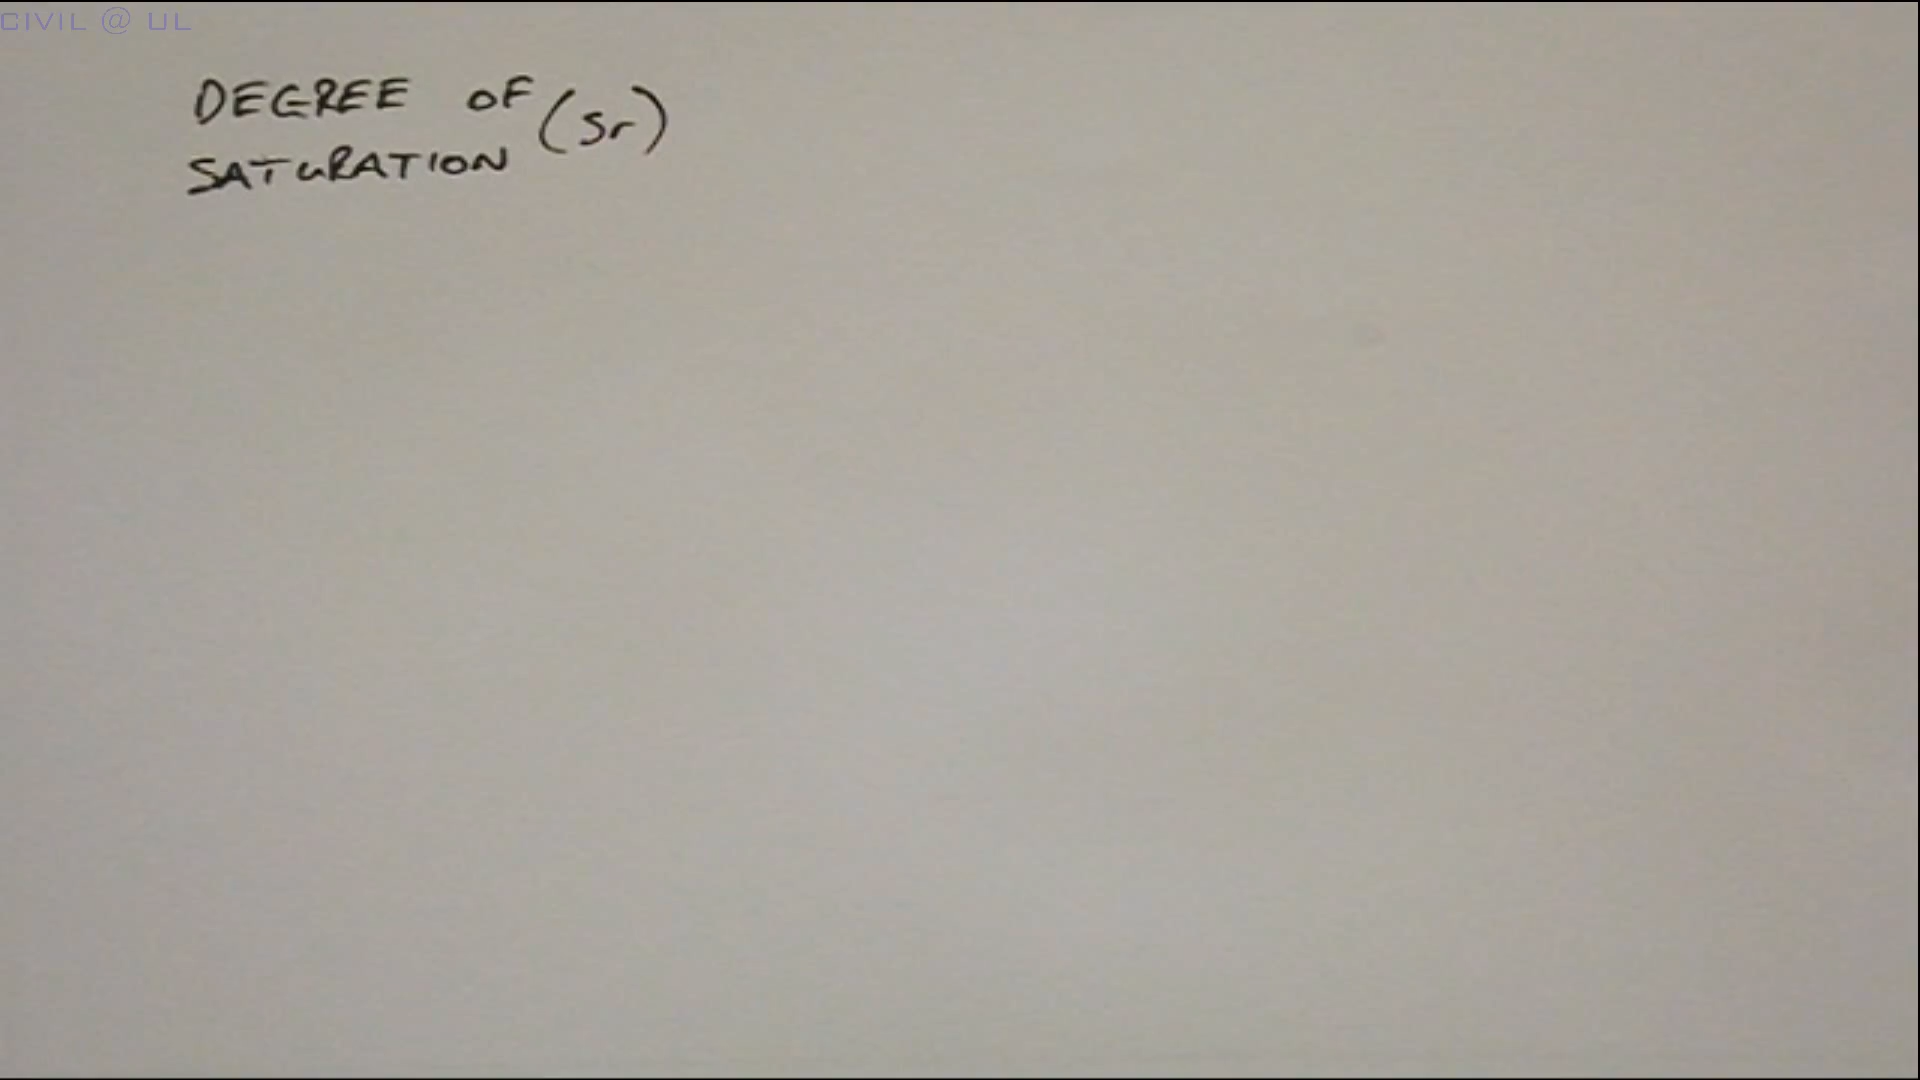 CIVIL @ UL
DEGREE OF (Sr)
SATURATION